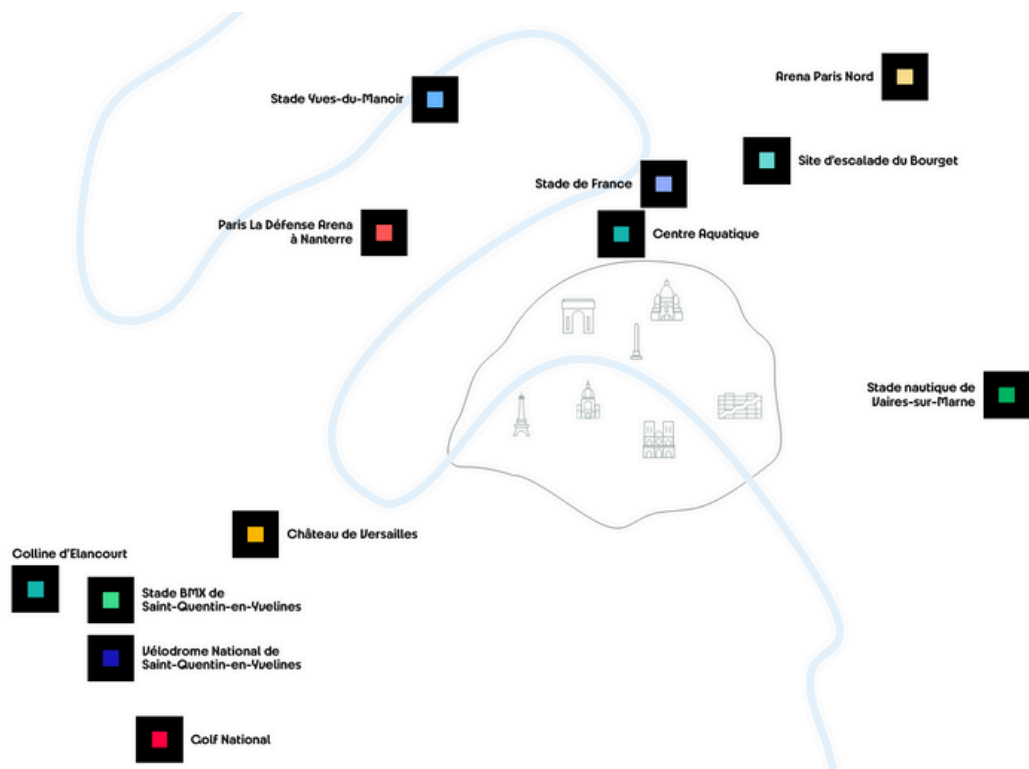 Arena Paris Nord
Stade Yves-du-Manoir
Site d'escalade du Bourget
Stade de France
Paris La Défense Arena
à Nanterre
Centre Aquatique
Stade nautique de
Vaires-sur-Marne
Château de Versailles
Colline d'Elancourt
Stade BMX de
Saint-Quentin-en-Yvelines
Vélodrome National de
Saint-Quentin-en-Yvelines
Golf National